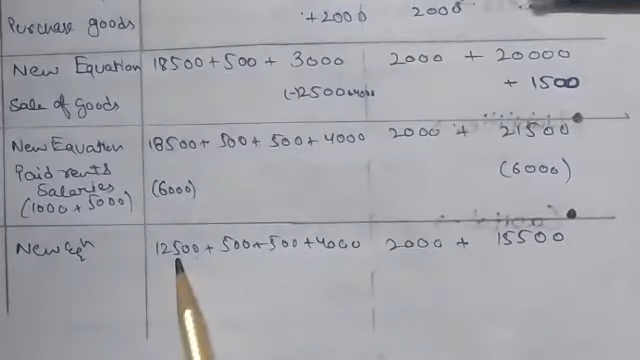 +2000 2000
Purchase goods
New Equation 18500+500 + 3000 2000 + 20000
Sale of goods + 1500
New Equation 18500+ 500+ 500+4000 2000 + 21500
Paid rents
Salaries (6000) (6000)
(1000 + 5000)
New Eqn 12500+500+500+4000 2000 + 15500